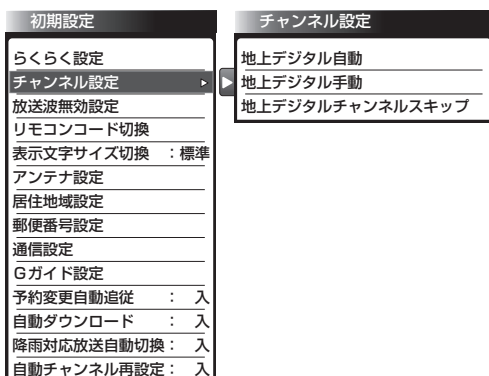 初期設定
らくらく設定
チャンネル設定
放送波無効設定
リモコンコード切換
表示文字サイズ切換 ：標準
アンテナ設定
居住地域設定
郵便番号設定
通信設定
Gガイド設定
予約変更自動追従 ： 入
自動ダウンロード ： 入
降雨対応放送自動切換： 入
自動チャンネル再設定： 入
チャンネル設定
地上デジタル自動
地上デジタル手動
地上デジタルチャンネルスキップ